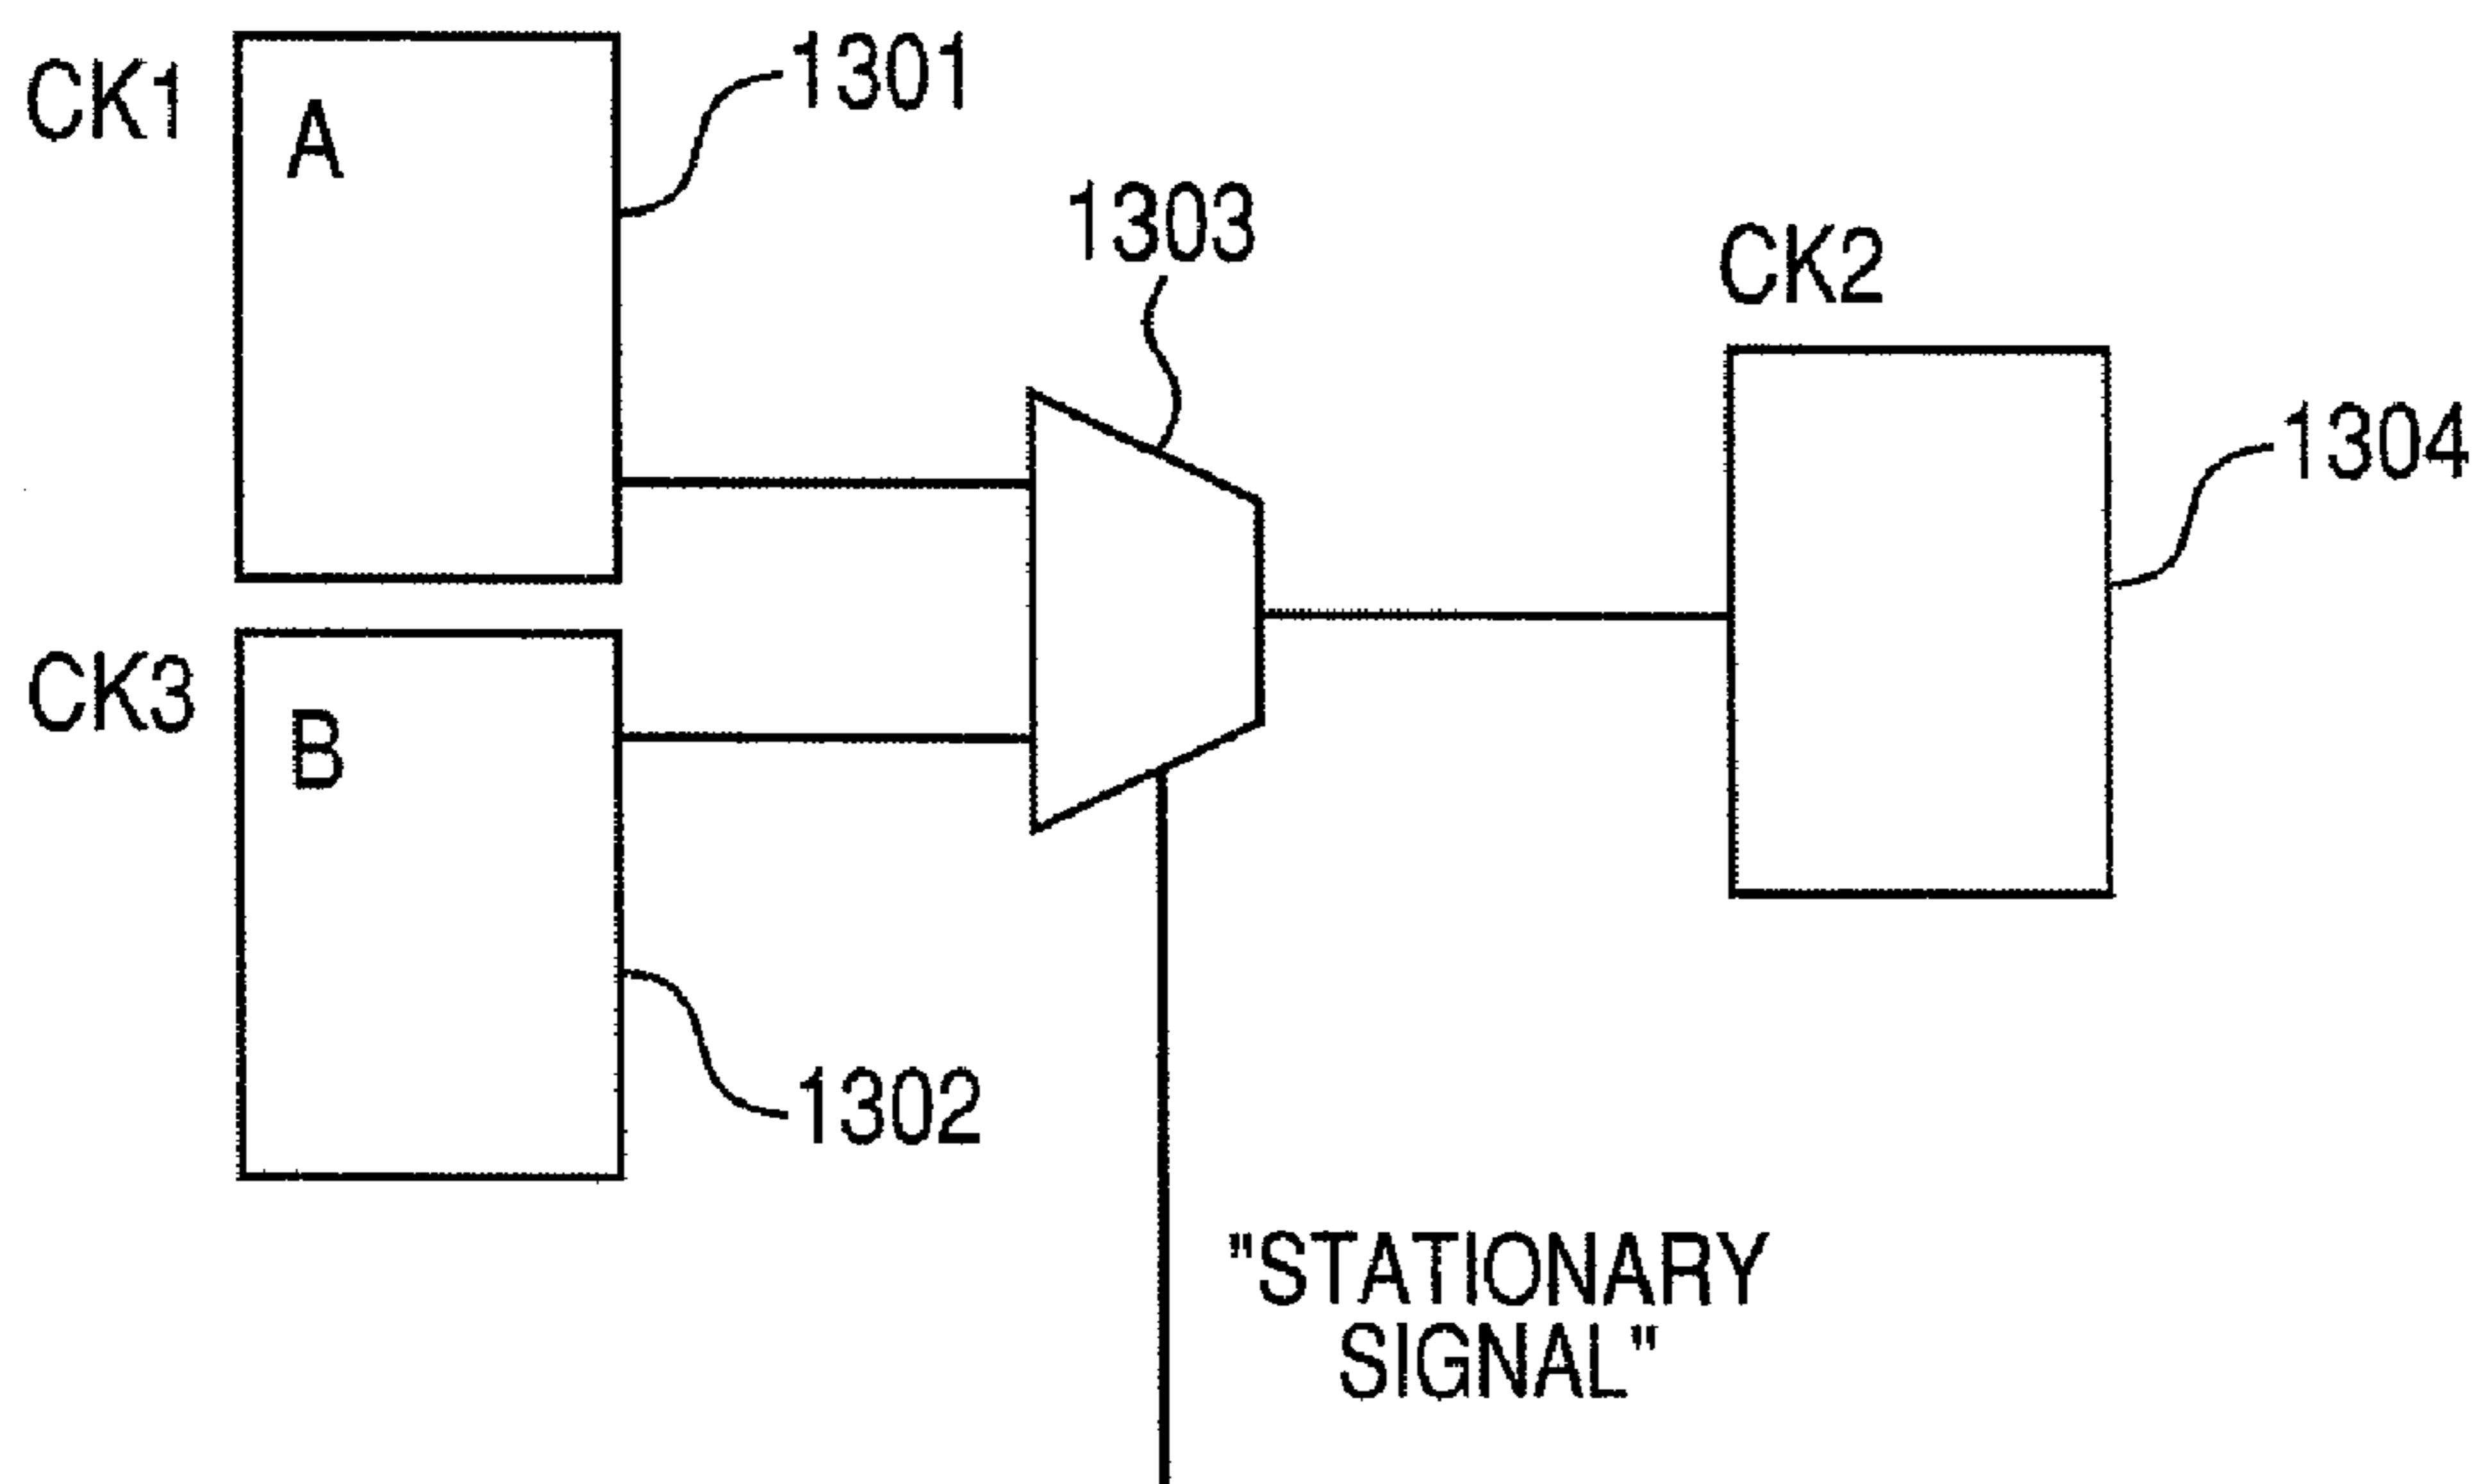 CK1
A
1301
1303
CK2
1304
CK3
B
1302
"STATIONARY
SIGNAL"